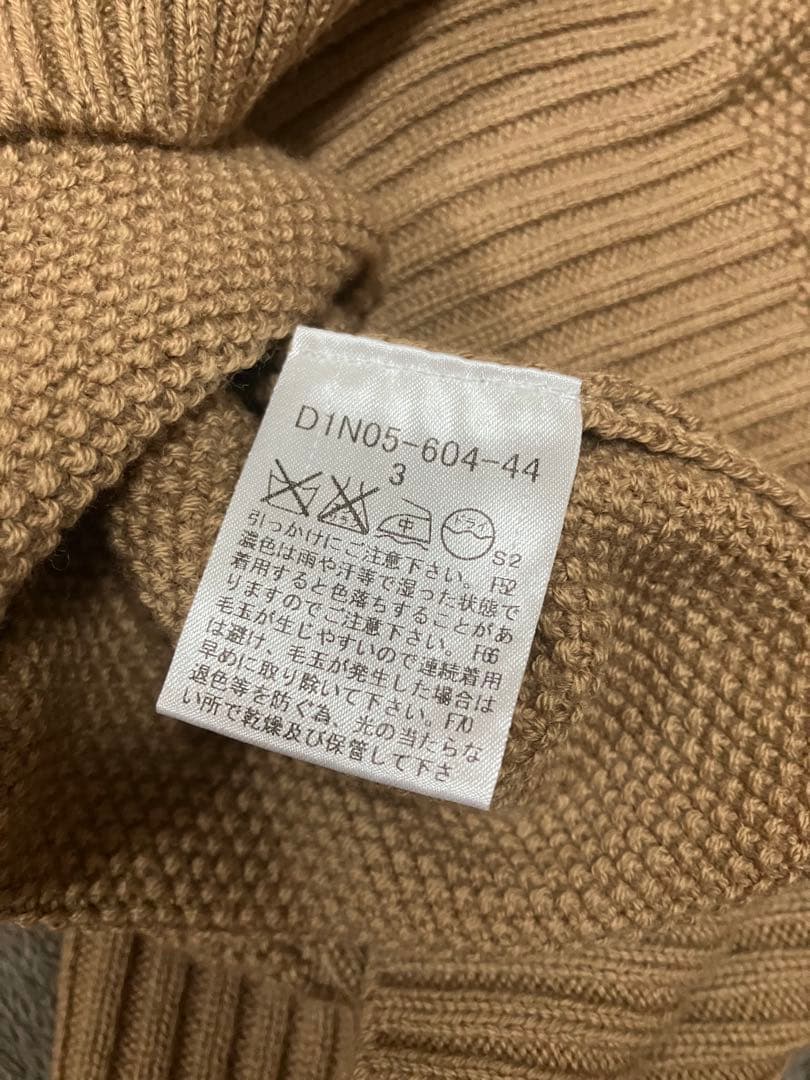 D1N05-604-44
3
エンソ
中
ドライ
S2
引っかけにご注意下さい。 F52
濃色は雨や汗等で湿った状態で
着用すると色落ちすることがあ
りますのでご注意下さい。 F66
毛玉が生じやすいので連続着用
は避け、毛玉が発生した場合は
早めに取り除いて下さい。F70
退色等を防ぐ為、光の当たらな
い所で乾燥及び保管して下さ